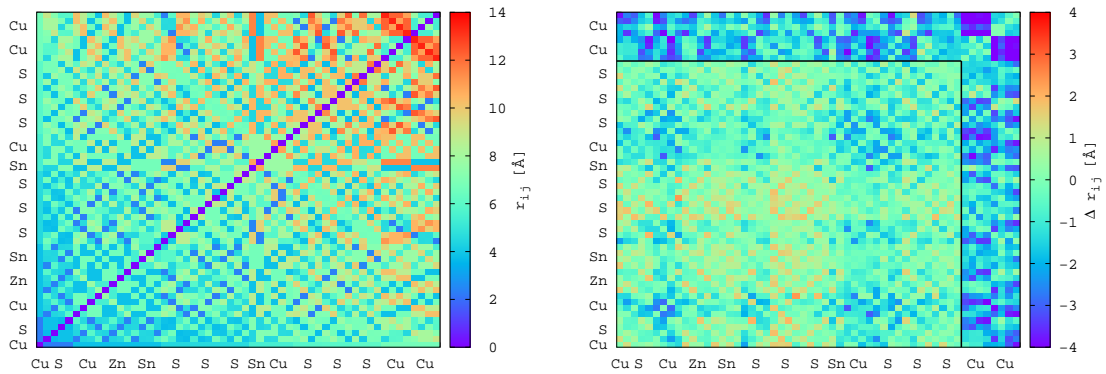 Cu
Cu
S
S
S
Cu
Sn
S
S
S
Sn
Zn
Cu
S
Cu
Cu S Cu Zn Sn S S S Sn S S S Cu Cu
14
12
10
8
6
4
2
0
r_ij [Å]
Cu
Cu
S
S
S
Cu
Sn
S
S
S
Sn
Zn
Cu
S
Cu
Cu S Cu Zn Sn S S S Sn Cu S S Cu Cu
4
3
2
1
0
-1
-2
-3
-4
Δ r_ij [Å]